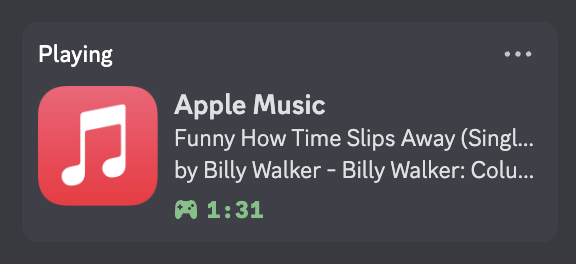 Playing
Apple Music
Funny How Time Slips Away (Singl...
by Billy Walker - Billy Walker: Colu...
1:31